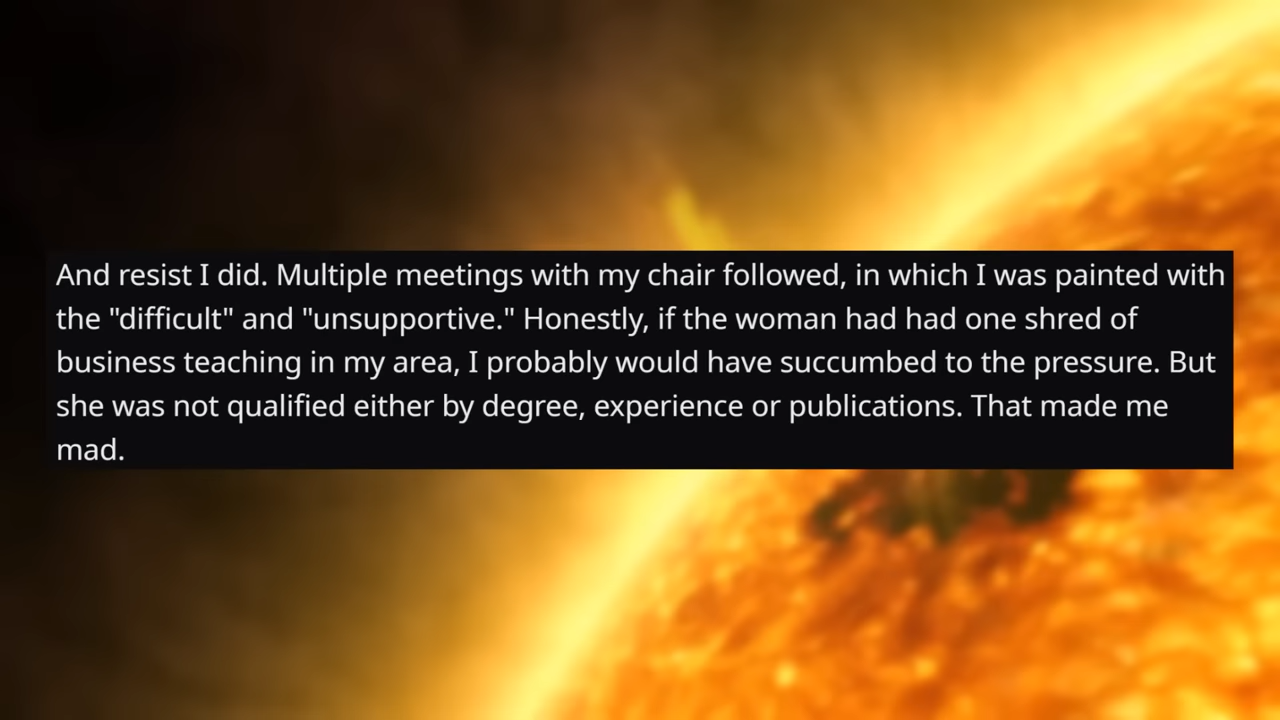 And resist I did. Multiple meetings with my chair followed, in which I was painted with
the "difficult" and "unsupportive." Honestly, if the woman had had one shred of
business teaching in my area, I probably would have succumbed to the pressure. But
she was not qualified either by degree, experience or publications. That made me
mad.